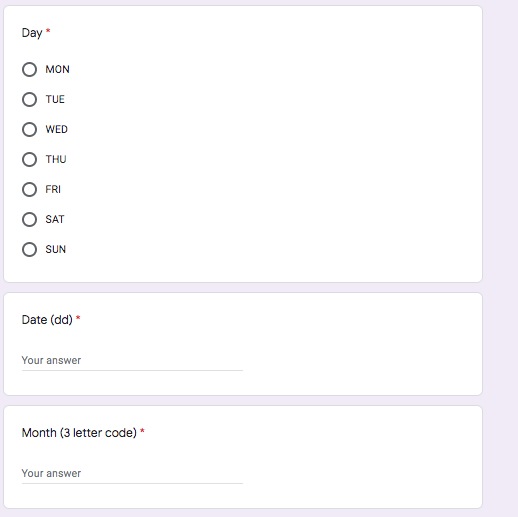 Day *
MON
TUE
WED
THU
FRI
SAT
SUN
Date (dd) *
Your answer
Month (3 letter code) *
Your answer